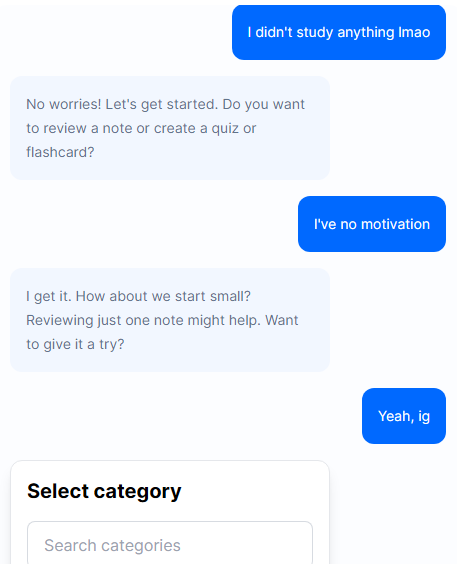 I didn't study anything lmao
No worries! Let's get started. Do you want
to review a note or create a quiz or
flashcard?
I've no motivation
I get it. How about we start small?
Reviewing just one note might help. Want
to give it a try?
Yeah, ig
Select category
Search categories